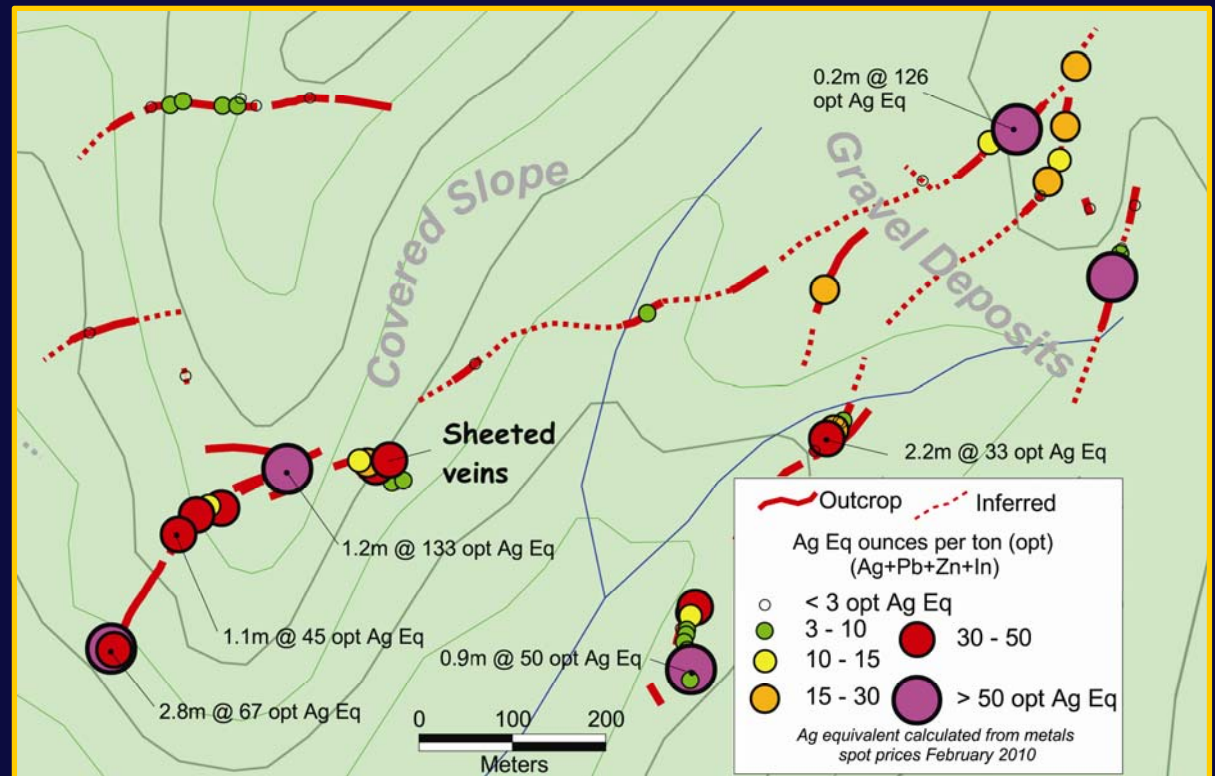 0.2m @ 126
opt Ag Eq
Covered Slope
Gravel Deposits
Sheeted
veins
2.2m @ 33 opt Ag Eq
1.2m @ 133 opt Ag Eq
1.1m @ 45 opt Ag Eq
0.9m @ 50 opt Ag Eq
2.8m @ 67 opt Ag Eq
0 100 200
Meters
Outcrop Inferred
Ag Eq ounces per ton (opt)
(Ag+Pb+Zn+In)
< 3 opt Ag Eq
3 - 10 30 - 50
10 - 15
15 - 30 > 50 opt Ag Eq
Ag equivalent calculated from metals
spot prices February 2010